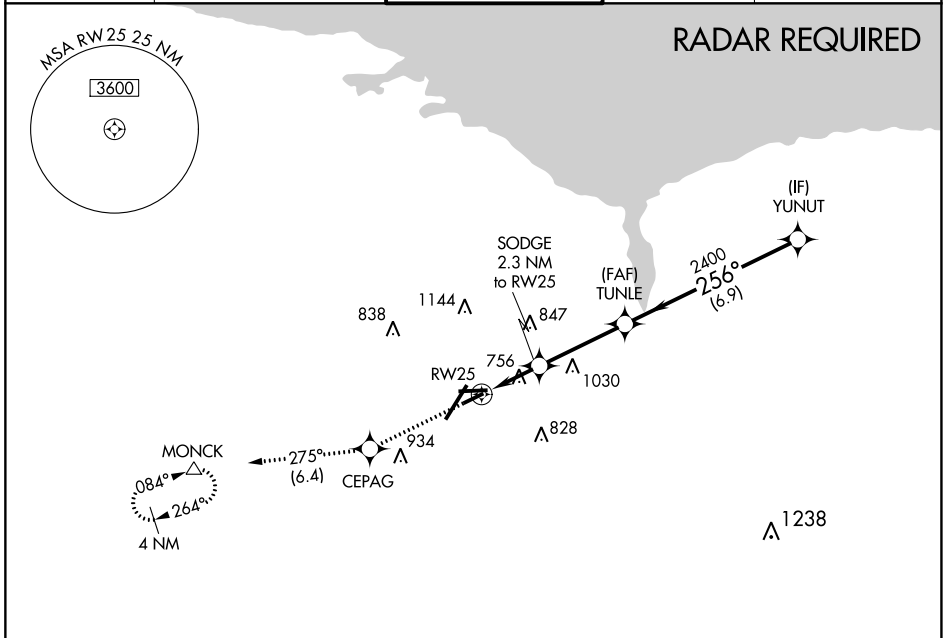 MSA RW25 25 NM
3600
RADAR REQUIRED
(IF)
YUNUT
2400
256°
(6.9)
(FAF)
TUNLE
SODGE
2.3 NM
to RW25
1144
847
838
756
RW25
1030
828
934
MONCK
275°
(6.4)
CEPAG
084°
264°
4 NM
1238